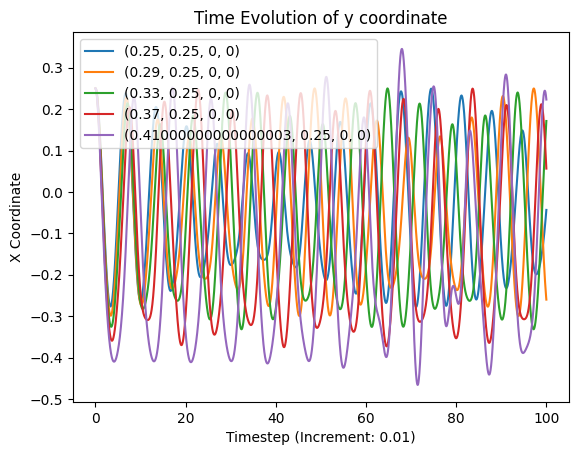 Time Evolution of y coordinate
(0.25, 0.25, 0, 0)
(0.29, 0.25, 0, 0)
(0.33, 0.25, 0, 0)
(0.37, 0.25, 0, 0)
(0.41000000000000003, 0.25, 0, 0)
X Coordinate
0.3
0.2
0.1
0.0
−0.1
−0.2
−0.3
−0.4
−0.5
0 20 40 60 80 100
Timestep (Increment: 0.01)